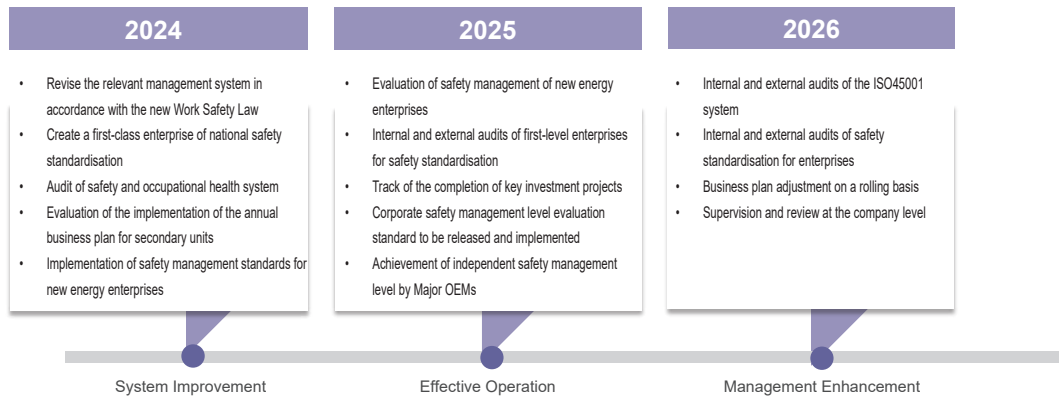 2024
• Revise the relevant management system in
accordance with the new Work Safety Law
• Create a first-class enterprise of national safety
standardisation
• Audit of safety and occupational health system
• Evaluation of the implementation of the annual
business plan for secondary units
• Implementation of safety management standards for
new energy enterprises
System Improvement
2025
• Evaluation of safety management of new energy
enterprises
• Internal and external audits of first-level enterprises
for safety standardisation
• Track of the completion of key investment projects
• Corporate safety management level evaluation
standard to be released and implemented
• Achievement of independent safety management
level by Major OEMs
Effective Operation
2026
• Internal and external audits of the ISO45001
system
• Internal and external audits of safety
standardisation for enterprises
• Business plan adjustment on a rolling basis
• Supervision and review at the company level
Management Enhancement